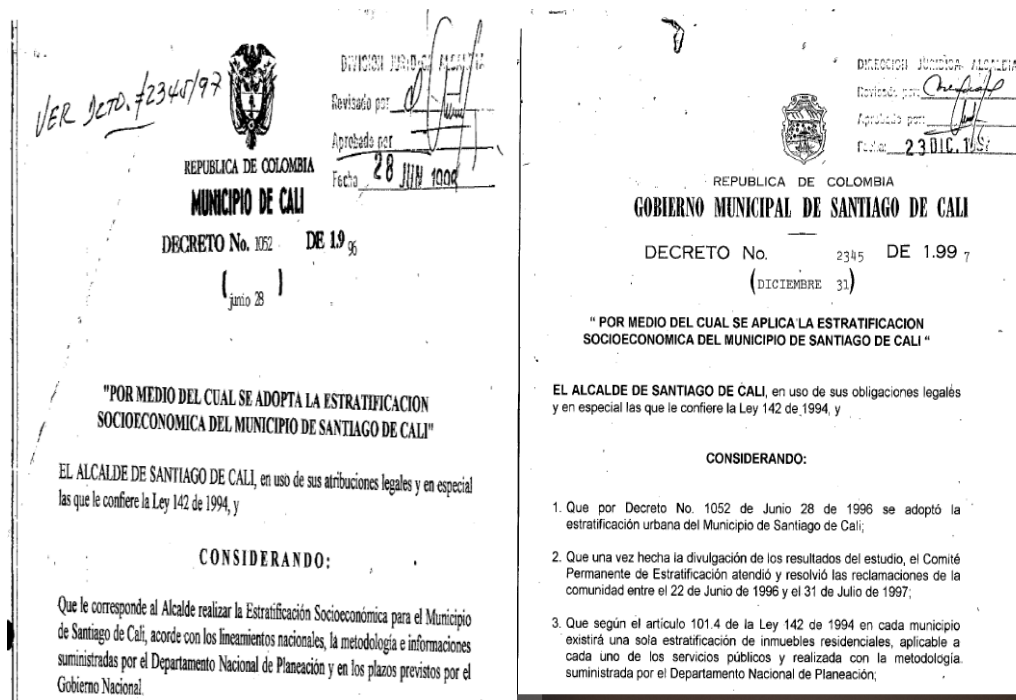 VER DCTO. #2345/97
DIVISION JURIDICA ALCALDIA
Revisado por
Aprobado por
Fecha 28 JUN 1996
REPUBLICA DE COLOMBIA
MUNICIPIO DE CALI
DECRETO No. 1052 DE 1.9 96
( junio 28 )
"POR MEDIO DEL CUAL SE ADOPTA LA ESTRATIFICACION
SOCIOECONOMICA DEL MUNICIPIO DE SANTIAGO DE CALI"
EL ALCALDE DE SANTIAGO DE CALI, en uso de sus atribuciones legales y en especial
las que le confiere la Ley 142 de 1994, y
CONSIDERANDO:
Que le corresponde al Alcalde realizar la Estratificación Socioeconómica para el Municipio
de Santiago de Cali, acorde con los lineamientos nacionales, la metodología e informaciones
suministradas por el Departamento Nacional de Planeación y en los plazos previstos por el
Gobierno Nacional.
DIRECCION JURIDICA ALCALDIA
Revisado por:
Aprobado por:
Fecha: 23 DIC. 1997
REPUBLICA DE COLOMBIA
GOBIERNO MUNICIPAL DE SANTIAGO DE CALI
DECRETO No. 2345 DE 1.99 7
(DICIEMBRE 31)
" POR MEDIO DEL CUAL SE APLICA LA ESTRATIFICACION
SOCIOECONOMICA DEL MUNICIPIO DE SANTIAGO DE CALI "
EL ALCALDE DE SANTIAGO DE CALI, en uso de sus obligaciones legales
y en especial las que le confiere la Ley 142 de 1994, y
CONSIDERANDO:
1. Que por Decreto No. 1052 de Junio 28 de 1996 se adoptó la
estratificación urbana del Municipio de Santiago de Cali;
2. Que una vez hecha la divulgación de los resultados del estudio, el Comité
Permanente de Estratificación atendió y resolvió las reclamaciones de la
comunidad entre el 22 de Junio de 1996 y el 31 de Julio de 1997;
3. Que según el articulo 101.4 de la Ley 142 de 1994 en cada municipio
existirá una sola estratificación de inmuebles residenciales, aplicable a
cada uno de los servicios públicos y realizada con la metodología
suministrada por el Departamento Nacional de Planeación;